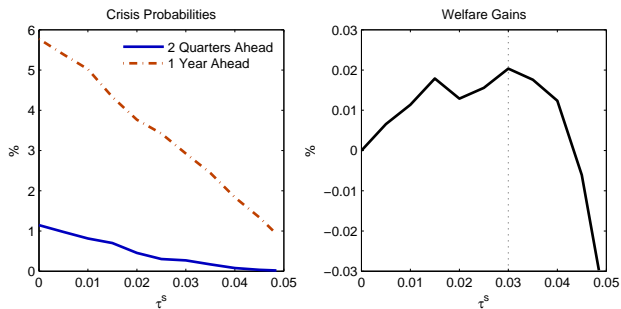 Crisis Probabilities
6
5
4
3
2
1
0
%
2 Quarters Ahead
1 Year Ahead
0 0.01 0.02 0.03 0.04 0.05
τˢ
Welfare Gains
0.03
0.02
0.01
0
−0.01
−0.02
−0.03
%
0 0.01 0.02 0.03 0.04 0.05
τˢ